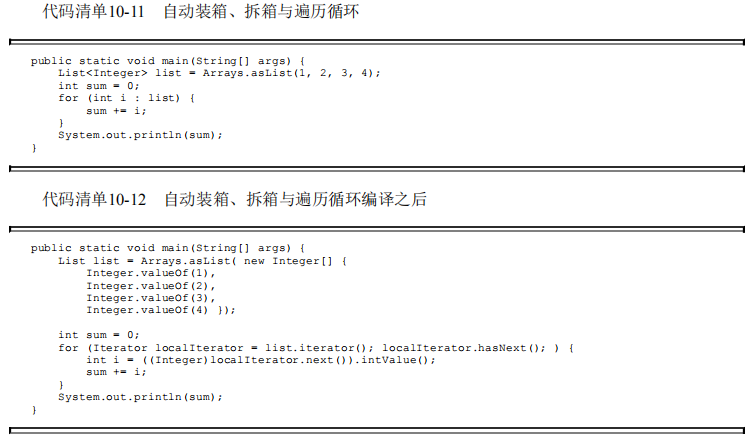 代码清单10-11　自动装箱、拆箱与遍历循环
public static void main(String[] args) {
    List<Integer> list = Arrays.asList(1, 2, 3, 4);
    int sum = 0;
    for (int i : list) {
        sum += i;
    }
    System.out.println(sum);
}
代码清单10-12　自动装箱、拆箱与遍历循环编译之后
public static void main(String[] args) {
    List list = Arrays.asList( new Integer[] {
        Integer.valueOf(1),
        Integer.valueOf(2),
        Integer.valueOf(3),
        Integer.valueOf(4) });
    int sum = 0;
    for (Iterator localIterator = list.iterator(); localIterator.hasNext(); ) {
        int i = ((Integer)localIterator.next()).intValue();
        sum += i;
    }
    System.out.println(sum);
}